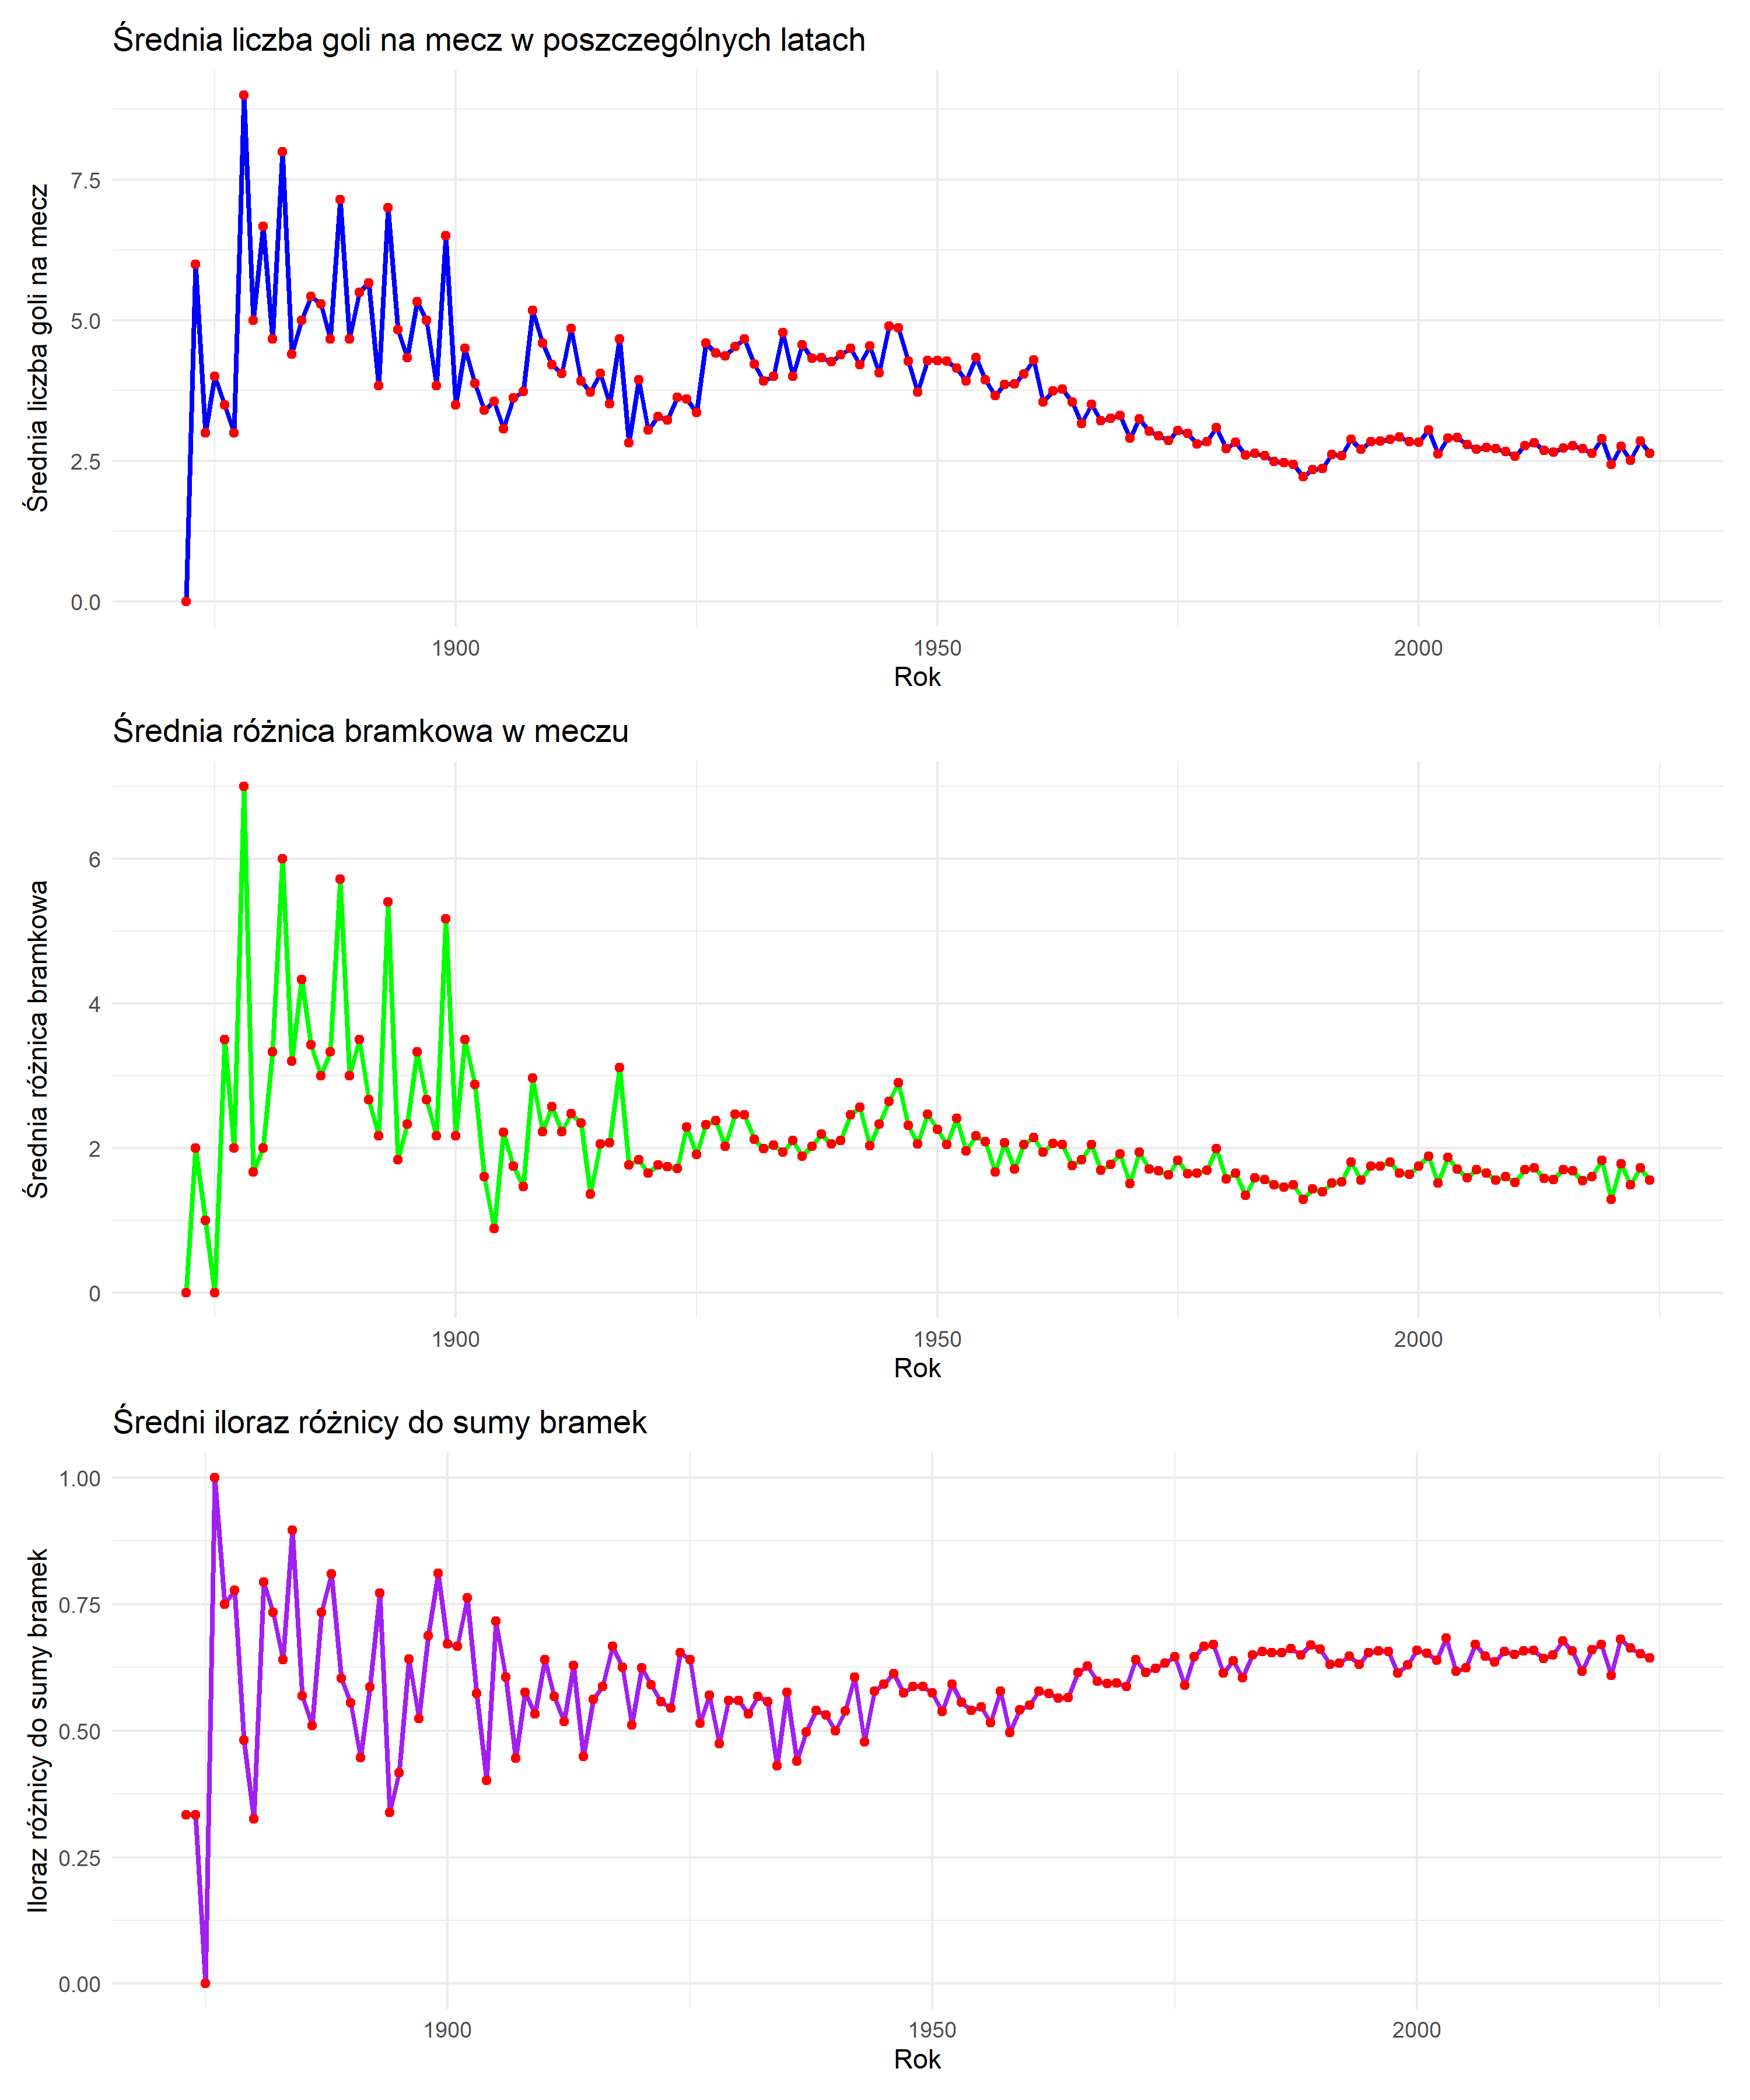 Średnia liczba goli na mecz w poszczególnych latach
Średnia liczba goli na mecz
7.5
5.0
2.5
0.0
1900
1950
2000
Rok
Średnia różnica bramkowa w meczu
Średnia różnica bramkowa
6
4
2
0
1900
1950
2000
Rok
Średni iloraz różnicy do sumy bramek
Iloraz różnicy do sumy bramek
1.00
0.75
0.50
0.25
0.00
1900
1950
2000
Rok